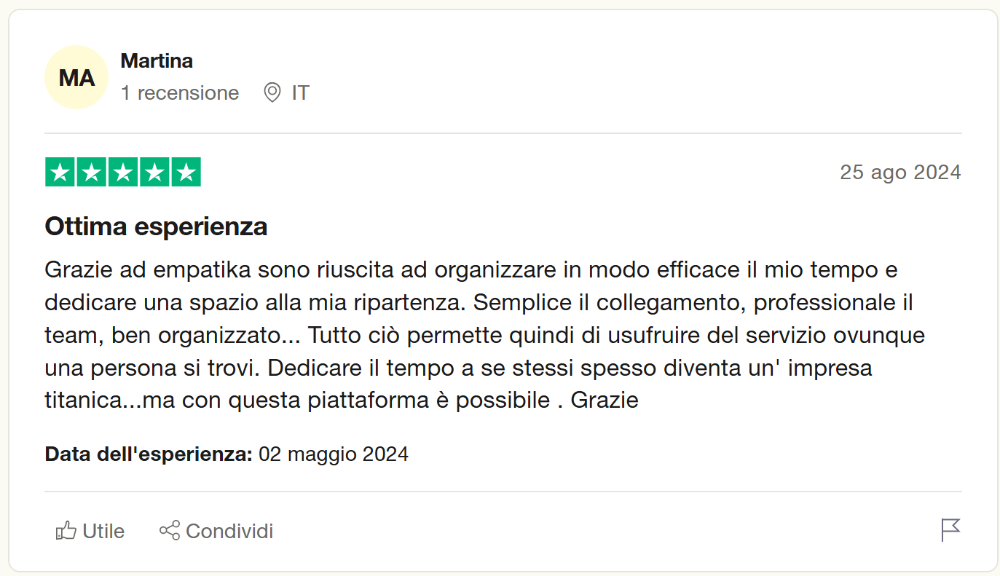 MA
Martina
1 recensione IT
25 ago 2024
Ottima esperienza
Grazie ad empatika sono riuscita ad organizzare in modo efficace il mio tempo e
dedicare una spazio alla mia ripartenza. Semplice il collegamento, professionale il
team, ben organizzato... Tutto ciò permette quindi di usufruire del servizio ovunque
una persona si trovi. Dedicare il tempo a se stessi spesso diventa un' impresa
titanica...ma con questa piattaforma è possibile . Grazie
Data dell'esperienza: 02 maggio 2024
Utile Condividi